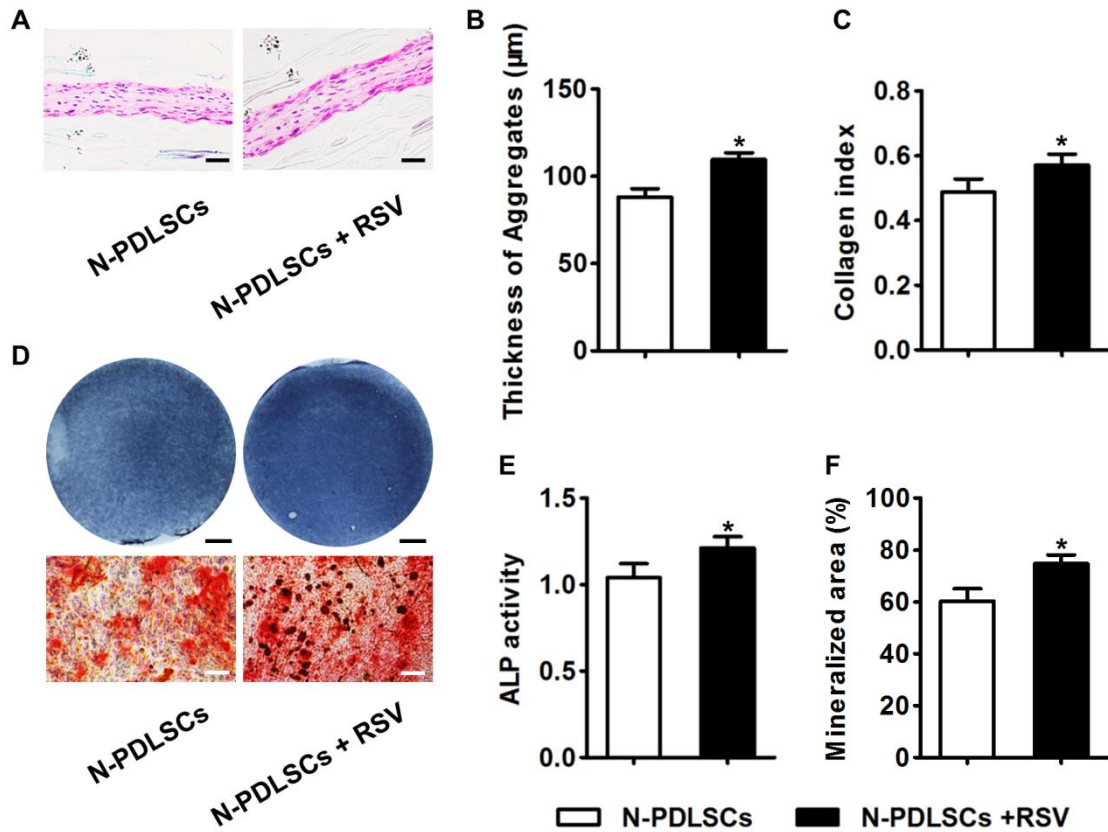 A
N-PDLSCs
N-PDLSCs + RSV
B
Thickness of Aggregates (µm)
150
100
50
0
*
C
Collagen index
0.8
0.6
0.4
0.2
0.0
*
D
N-PDLSCs
N-PDLSCs + RSV
E
ALP activity
1.5
1.0
0.5
0.0
*
F
Mineralized area (%)
100
80
60
40
20
0
*
N-PDLSCs
N-PDLSCs +RSV